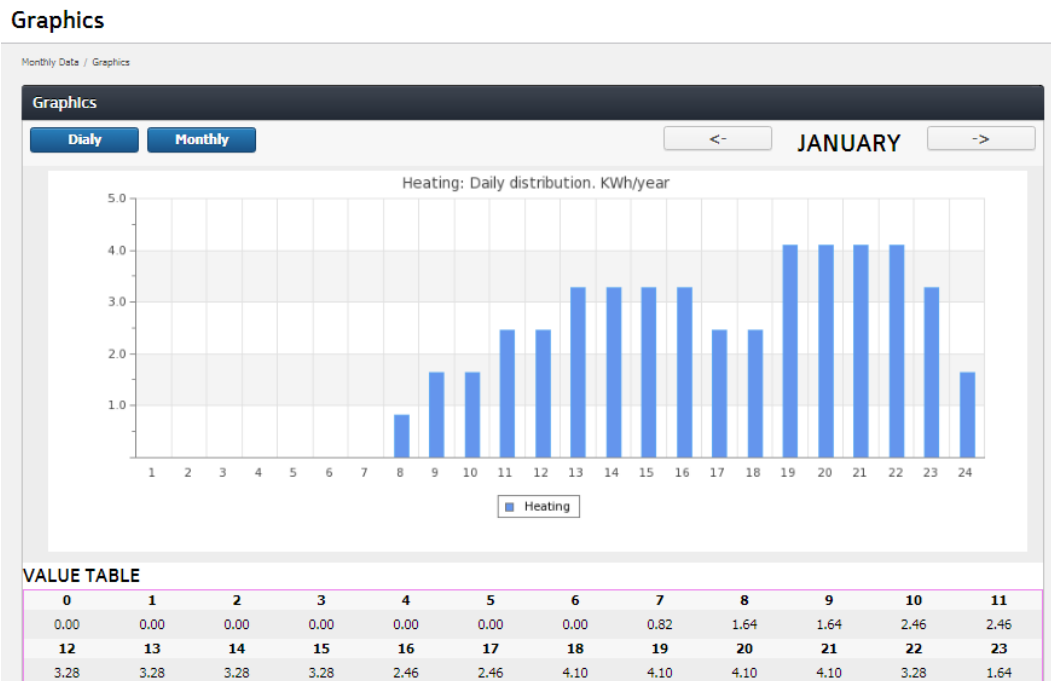 Graphics
Monthly Data / Graphics
Graphics
Dialy Monthly <- JANUARY ->
Heating: Daily distribution. KWh/year
5.0
4.0
3.0
2.0
1.0
1 2 3 4 5 6 7 8 9 10 11 12 13 14 15 16 17 18 19 20 21 22 23 24
Heating
VALUE TABLE
0 1 2 3 4 5 6 7 8 9 10 11
0.00 0.00 0.00 0.00 0.00 0.00 0.00 0.82 1.64 1.64 2.46 2.46
12 13 14 15 16 17 18 19 20 21 22 23
3.28 3.28 3.28 3.28 2.46 2.46 4.10 4.10 4.10 4.10 3.28 1.64